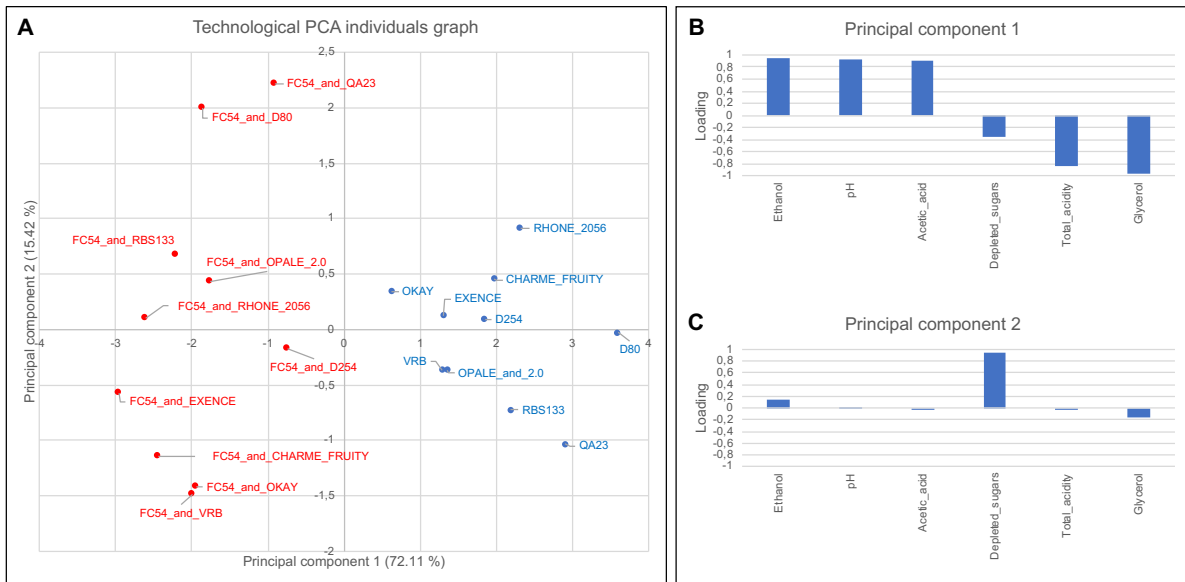 A
Technological PCA individuals graph
2,5
2
1,5
1
0,5
0
-0,5
-1
-1,5
-2
-4
-3
-2
-1
0
1
2
3
4
Principal component 2 (15.42 %)
Principal component 1 (72.11 %)
FC54_and_QA23
FC54_and_D80
FC54_and_RBS133
FC54_and_OPALE_2.0
FC54_and_RHONE_2056
FC54_and_D254
FC54_and_EXENCE
FC54_and_CHARME_FRUITY
FC54_and_OKAY
FC54_and_VRB
RHONE_2056
CHARME_FRUITY
OKAY
EXENCE
D254
D80
VRB
OPALE_and_2.0
RBS133
QA23
B
Principal component 1
Loading
1
0,8
0,6
0,4
0,2
0
-0,2
-0,4
-0,6
-0,8
-1
Ethanol
pH
Acetic_acid
Depleted_sugars
Total_acidity
Glycerol
C
Principal component 2
Loading
1
0,8
0,6
0,4
0,2
0
-0,2
-0,4
-0,6
-0,8
-1
Ethanol
pH
Acetic_acid
Depleted_sugars
Total_acidity
Glycerol